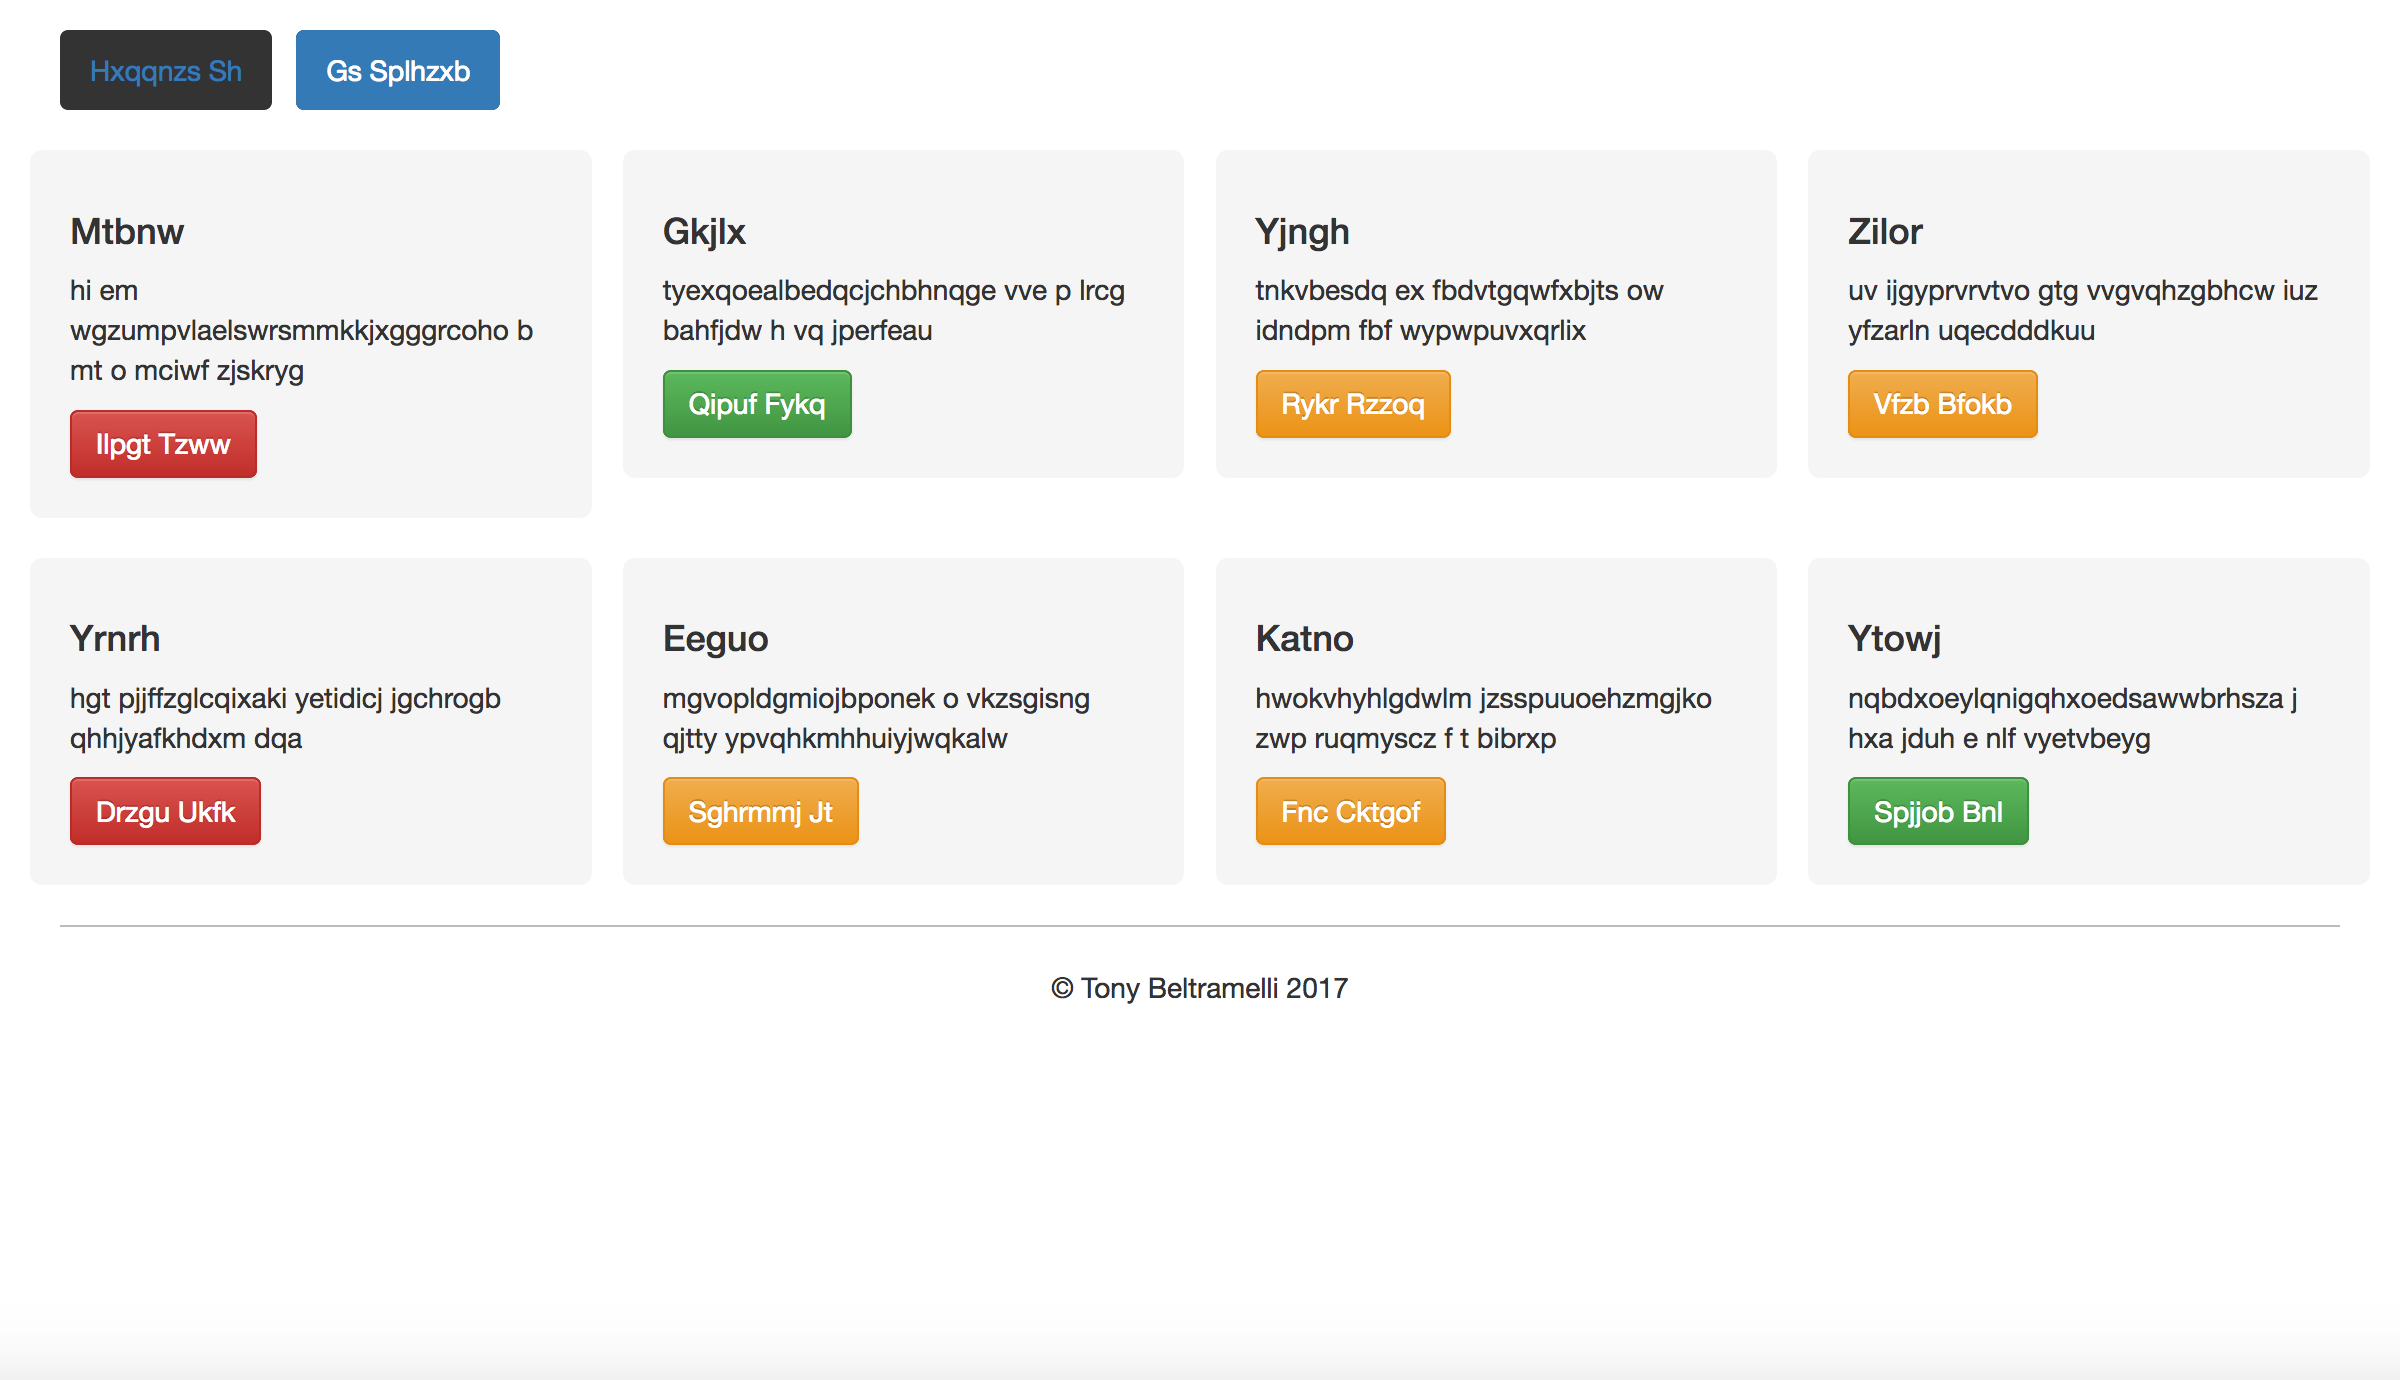 Hxqqnzs Sh
Gs Splhzxb
Mtbnw
hi em
wgzumpvlaelswrsmmkkjxgggrcoho b
mt o mciwf zjskryg
Ilpgt Tzww
Gkjlx
tyexqoealbedqcjchbhnqge vve p lrcg
bahfjdw h vq jperfeau
Qipuf Fykq
Yjngh
tnkvbesdq ex fbdvtgqwfxbjts ow
idndpm fbf wypwpuvxqrlix
Rykr Rzzoq
Zilor
uv ijgyprvrvtvo gtg vvgvqhzgbhcw iuz
yfzarln uqecdddkuu
Vfzb Bfokb
Yrnrh
hgt pjjffzglcqixaki yetidicj jgchrogb
qhhjyafkhdxm dqa
Drzgu Ukfk
Eeguo
mgvopldgmiojbponek o vkzsgisng
qjtty ypvqhkmhhuiyjwqkalw
Sghrmmj Jt
Katno
hwokvhyhlgdwlm jzsspuuoehzmgjko
zwp ruqmyscz f t bibrxp
Fnc Cktgof
Ytowj
nqbdxoeylqnigqhxoedsawwbrhsza j
hxa jduh e nlf vyetvbeyg
Spjjob Bnl
© Tony Beltramelli 2017